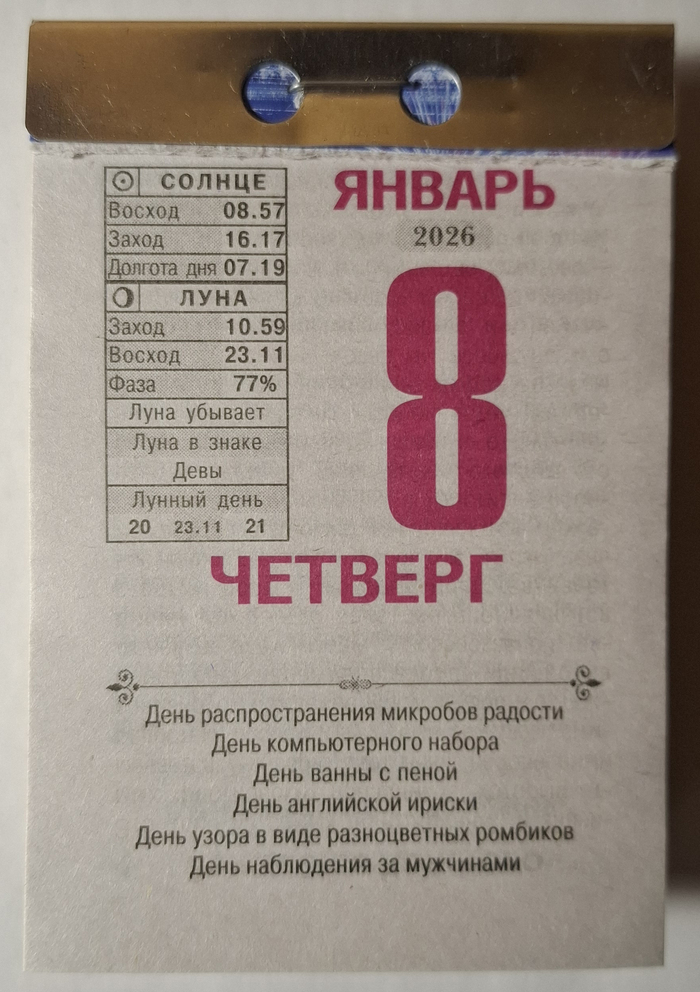 СОЛНЦЕ
Восход 08.57
Заход 16.17
Долгота дня 07.19
ЛУНА
Заход 10.59
Восход 23.11
Фаза 77%
Луна убывает
Луна в знаке
Девы
Лунный день
20 23.11 21
ЯНВАРЬ
2026
8
ЧЕТВЕРГ
День распространения микробов радости
День компьютерного набора
День ванны с пеной
День английской ириски
День узора в виде разноцветных ромбиков
День наблюдения за мужчинами